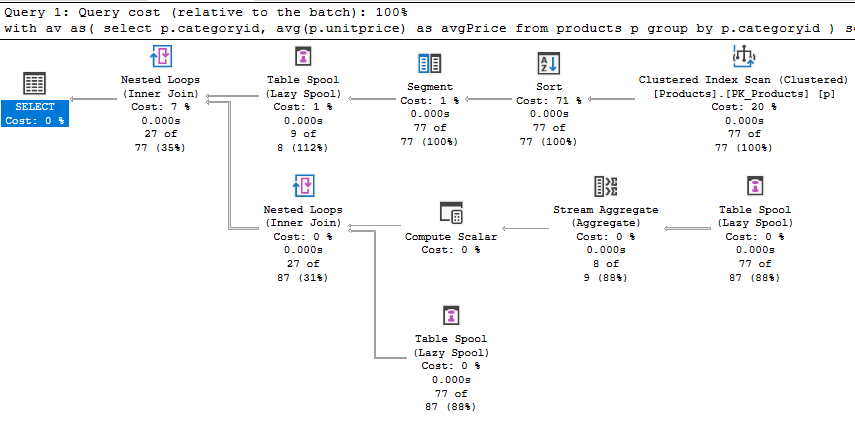 Query 1: Query cost (relative to the batch): 100%
with av as( select p.categoryid, avg(p.unitprice) as avgPrice from products p group by p.categoryid )
SELECT
Cost: 0 %
Nested Loops
(Inner Join)
Cost: 7 %
0.000s
27 of
77 (35%)
Table Spool
(Lazy Spool)
Cost: 1 %
0.000s
9 of
8 (112%)
Segment
Cost: 1 %
0.000s
77 of
77 (100%)
Sort
Cost: 71 %
0.000s
77 of
77 (100%)
Clustered Index Scan (Clustered)
[Products].[PK_Products] [p]
Cost: 20 %
0.000s
77 of
77 (100%)
Nested Loops
(Inner Join)
Cost: 0 %
0.000s
27 of
87 (31%)
Compute Scalar
Cost: 0 %
Stream Aggregate
(Aggregate)
Cost: 0 %
0.000s
8 of
9 (88%)
Table Spool
(Lazy Spool)
Cost: 0 %
0.000s
77 of
87 (88%)
Table Spool
(Lazy Spool)
Cost: 0 %
0.000s
77 of
87 (88%)